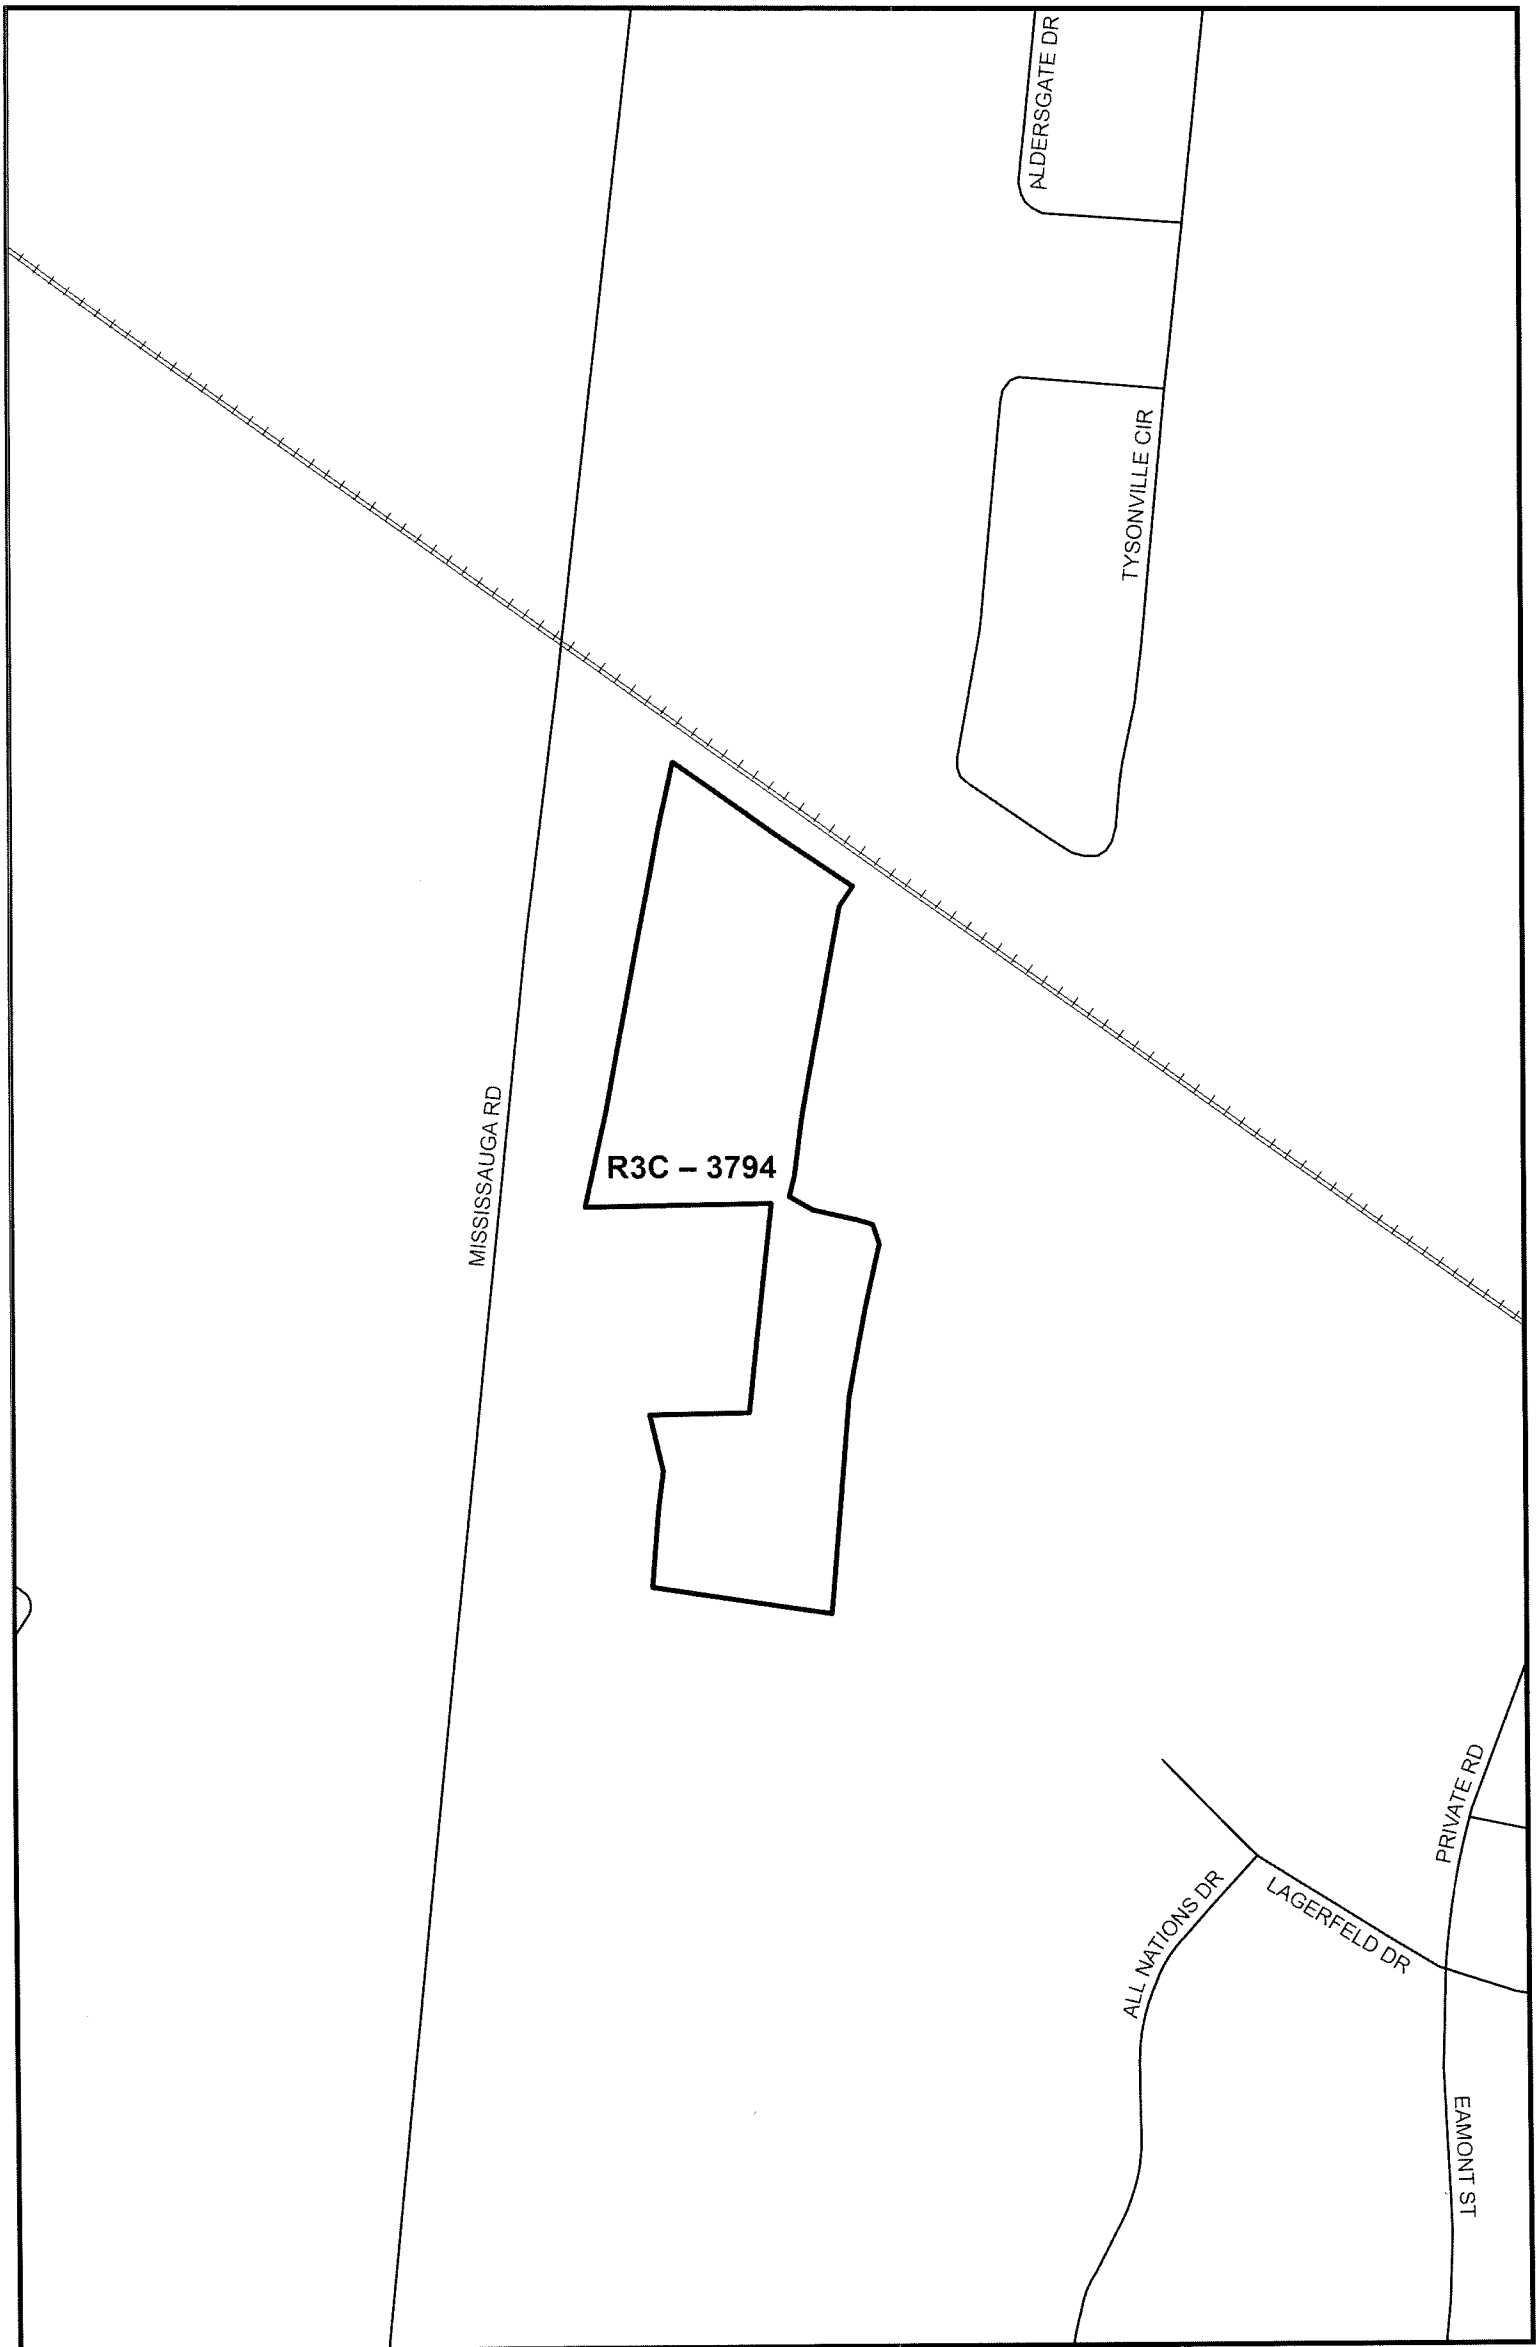 ALDERSGATE DR
TYSONVILLE CIR
MISSISSAUGA RD
R3C – 3794
PRIVATE RD
ALL NATIONS DR
LAGERFELD DR
EAMONT ST